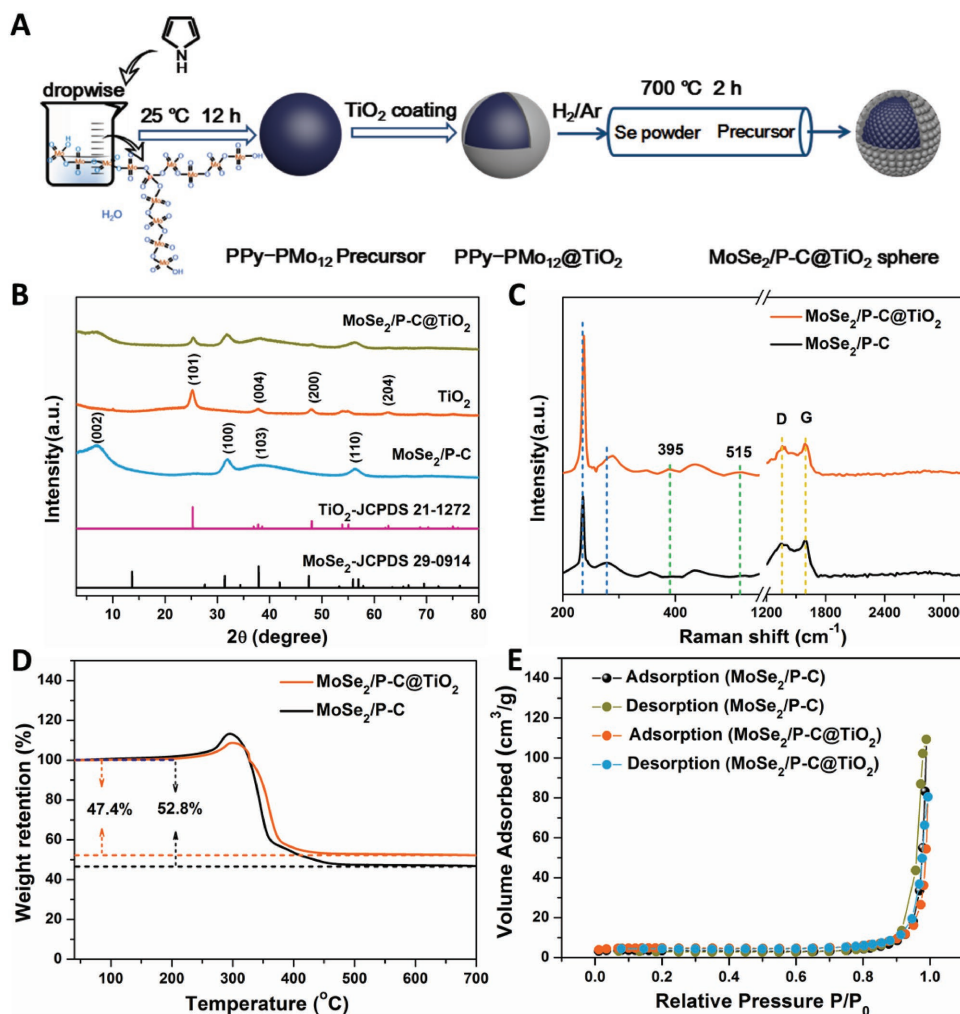 A
N
H
dropwise
25 ℃ 12 h
TiO₂ coating
H₂/Ar
700 ℃ 2 h
Se powder Precursor
H₂O
PPy−PMo₁₂ Precursor
PPy−PMo₁₂@TiO₂
MoSe₂/P-C@TiO₂ sphere
B
MoSe₂/P-C@TiO₂
(101)
(004)
(200)
(204)
TiO₂
(002)
(100)
(103)
(110)
MoSe₂/P-C
TiO₂-JCPDS 21-1272
MoSe₂-JCPDS 29-0914
Intensity(a.u.)
10 20 30 40 50 60 70 80
2θ (degree)
C
MoSe₂/P-C@TiO₂
MoSe₂/P-C
D G
395 515
Intensity(a.u.)
200 400 1200 1800 2400 3000
Raman shift (cm⁻¹)
D
MoSe₂/P-C@TiO₂
MoSe₂/P-C
47.4% 52.8%
Weight retention (%)
140
120
100
80
60
40
20
0
100 200 300 400 500 600 700
Temperature (°C)
E
Adsorption (MoSe₂/P-C)
Desorption (MoSe₂/P-C)
Adsorption (MoSe₂/P-C@TiO₂)
Desorption (MoSe₂/P-C@TiO₂)
Volume Adsorbed (cm³/g)
140
120
100
80
60
40
20
0
0.0 0.2 0.4 0.6 0.8 1.0
Relative Pressure P/P₀